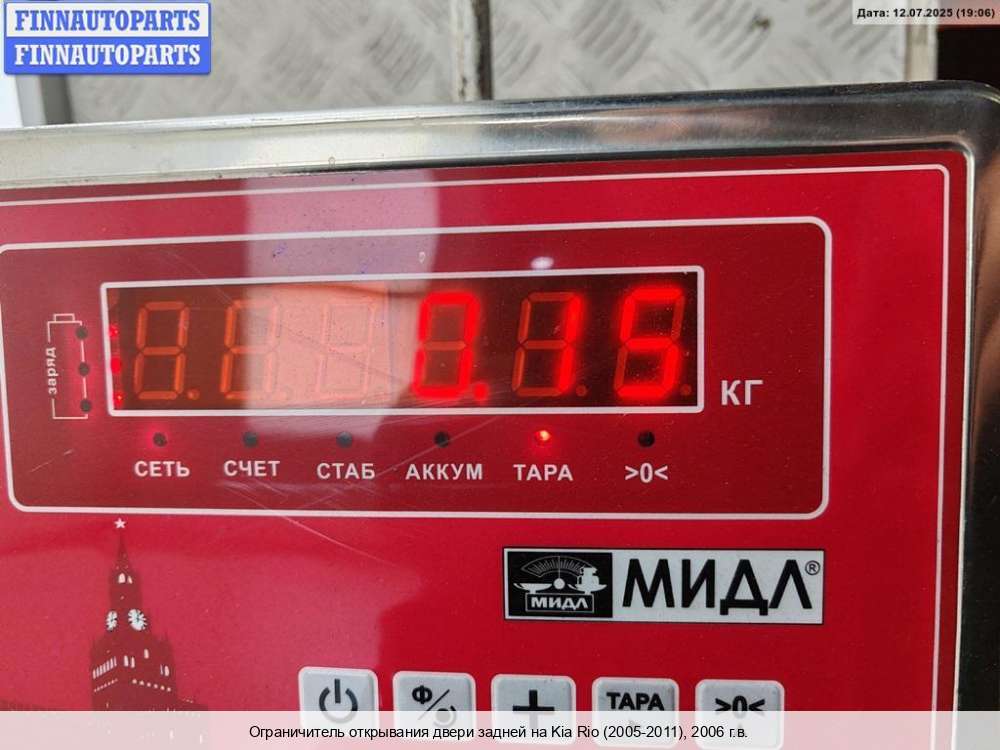 FINNAUTOPARTS
FINNAUTOPARTS
Дата: 12.07.2025 (19:06)
заряд
0.15
КГ
СЕТЬ СЧЕТ СТАБ АККУМ ТАРА >0<
МИДЛ
МИДЛ®
Ф/
+
ТАРА
>0<
Ограничитель открывания двери задней на Kia Rio (2005-2011), 2006 г.в.